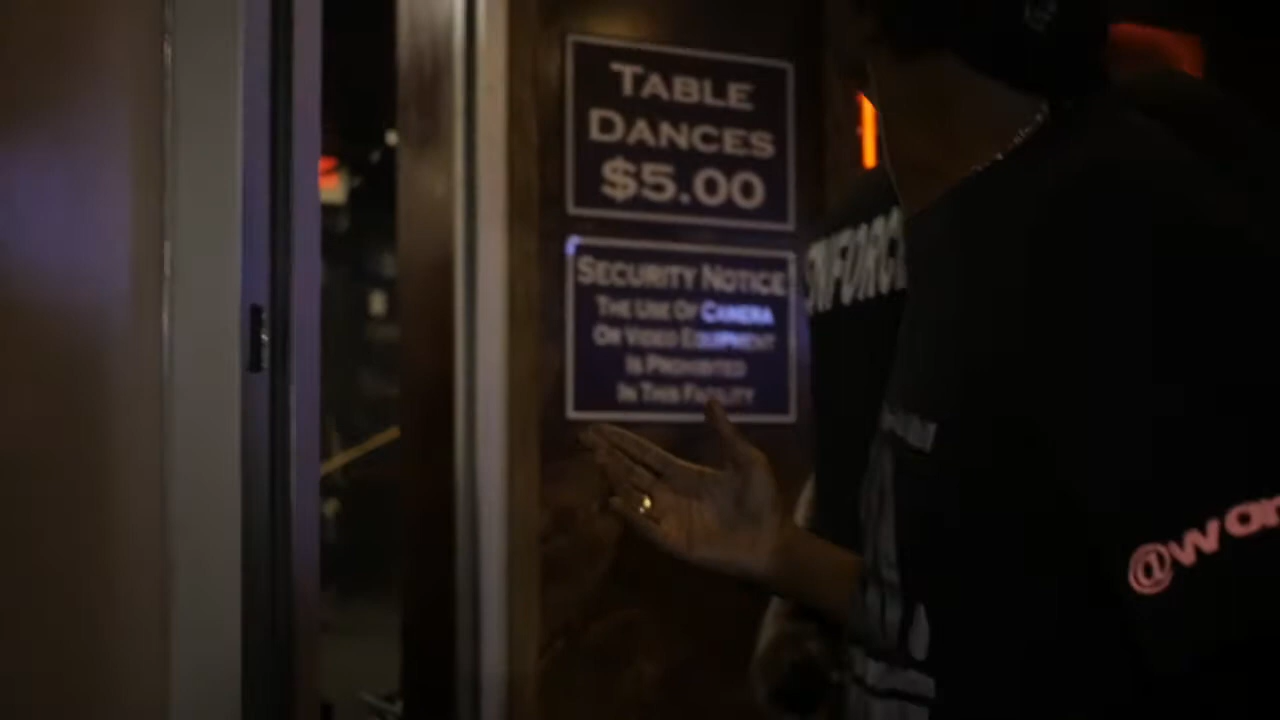 TABLE
DANCES
$5.00
SECURITY NOTICE
THE USE OF CAMERA
OR VIDEO EQUIPMENT
IS PROHIBITED
IN THIS FACILITY